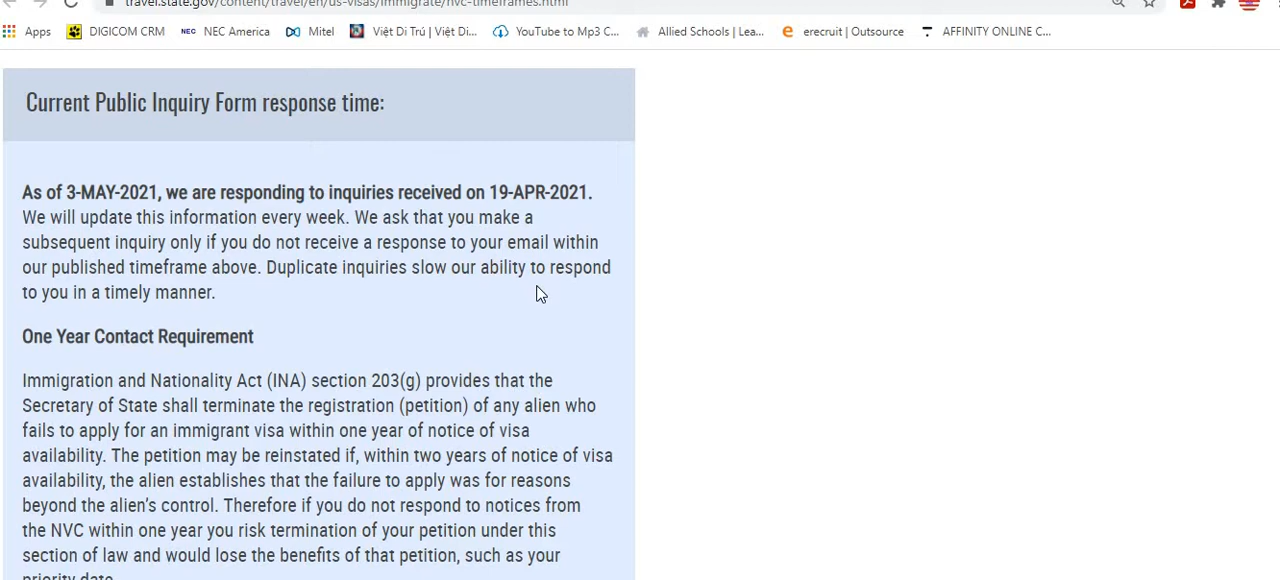 travel.state.gov/content/travel/en/us-visas/immigrate/nvc-timeframes.html
Apps DIGICOM CRM NEC NEC America Mitel Việt Di Trú | Việt Di... YouTube to Mp3 C... Allied Schools | Lea... erecruit | Outsource AFFINITY ONLINE C...
Current Public Inquiry Form response time:
As of 3-MAY-2021, we are responding to inquiries received on 19-APR-2021.
We will update this information every week. We ask that you make a
subsequent inquiry only if you do not receive a response to your email within
our published timeframe above. Duplicate inquiries slow our ability to respond
to you in a timely manner.
One Year Contact Requirement
Immigration and Nationality Act (INA) section 203(g) provides that the
Secretary of State shall terminate the registration (petition) of any alien who
fails to apply for an immigrant visa within one year of notice of visa
availability. The petition may be reinstated if, within two years of notice of visa
availability, the alien establishes that the failure to apply was for reasons
beyond the alien's control. Therefore if you do not respond to notices from
the NVC within one year you risk termination of your petition under this
section of law and would lose the benefits of that petition, such as your
priority date.